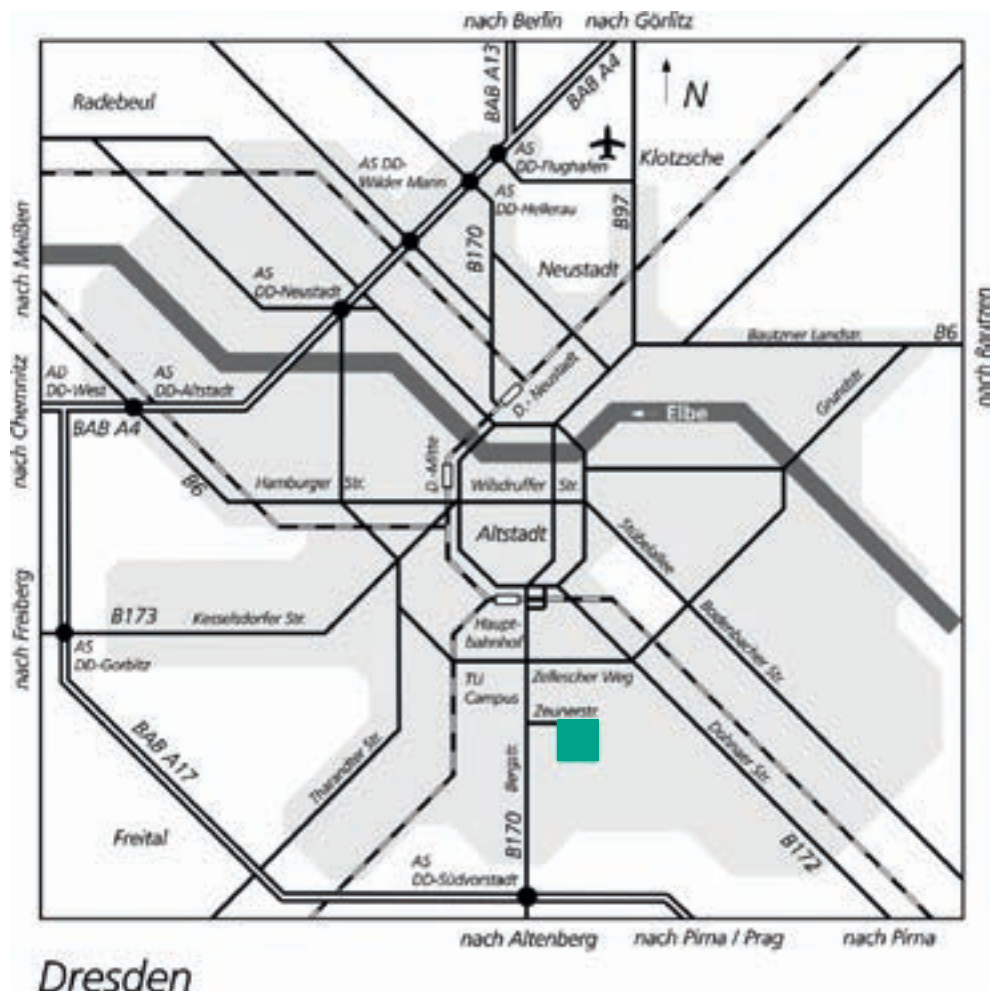 nach Berlin
nach Görlitz
BAB A13
BAB A4
N
Radebeul
AS
DD-Flughafen
Klotzsche
AS DD-
Wilder Mann
AS
DD-Hellerau
B97
B170
Neustadt
nach Meißen
AS
DD-Neustadt
nach Bautzen
Bautzner Landstr.
B6
AD
DD-West
AS
DD-Altstadt
D.- Neustadt
Grundstr.
nach Chemnitz
BAB A4
Elbe
D.-Mitte
B6
Hamburger Str.
Wilsdruffer Str.
Altstadt
Stübelallee
nach Freiberg
B173
Kesselsdorfer Str.
Haupt-
bahnhof
Bodenbacher Str.
AS
DD-Gorbitz
TU
Campus
Zellescher Weg
Zeunerstr.
BAB A17
Tharandter Str.
Bergstr.
Dohnaer Str.
Freital
B170
B172
AS
DD-Südvorstadt
nach Altenberg
nach Pirna / Prag
nach Pirna
Dresden